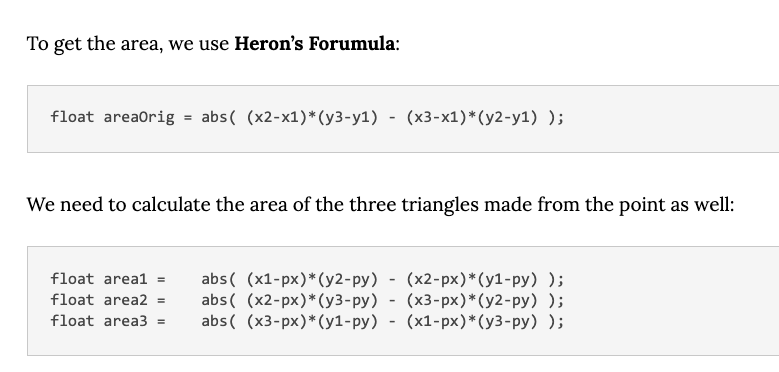 To get the area, we use Heron’s Forumula:
float areaOrig = abs( (x2-x1)*(y3-y1) - (x3-x1)*(y2-y1) );
We need to calculate the area of the three triangles made from the point as well:
float area1 =    abs( (x1-px)*(y2-py) - (x2-px)*(y1-py) );
float area2 =    abs( (x2-px)*(y3-py) - (x3-px)*(y2-py) );
float area3 =    abs( (x3-px)*(y1-py) - (x1-px)*(y3-py) );